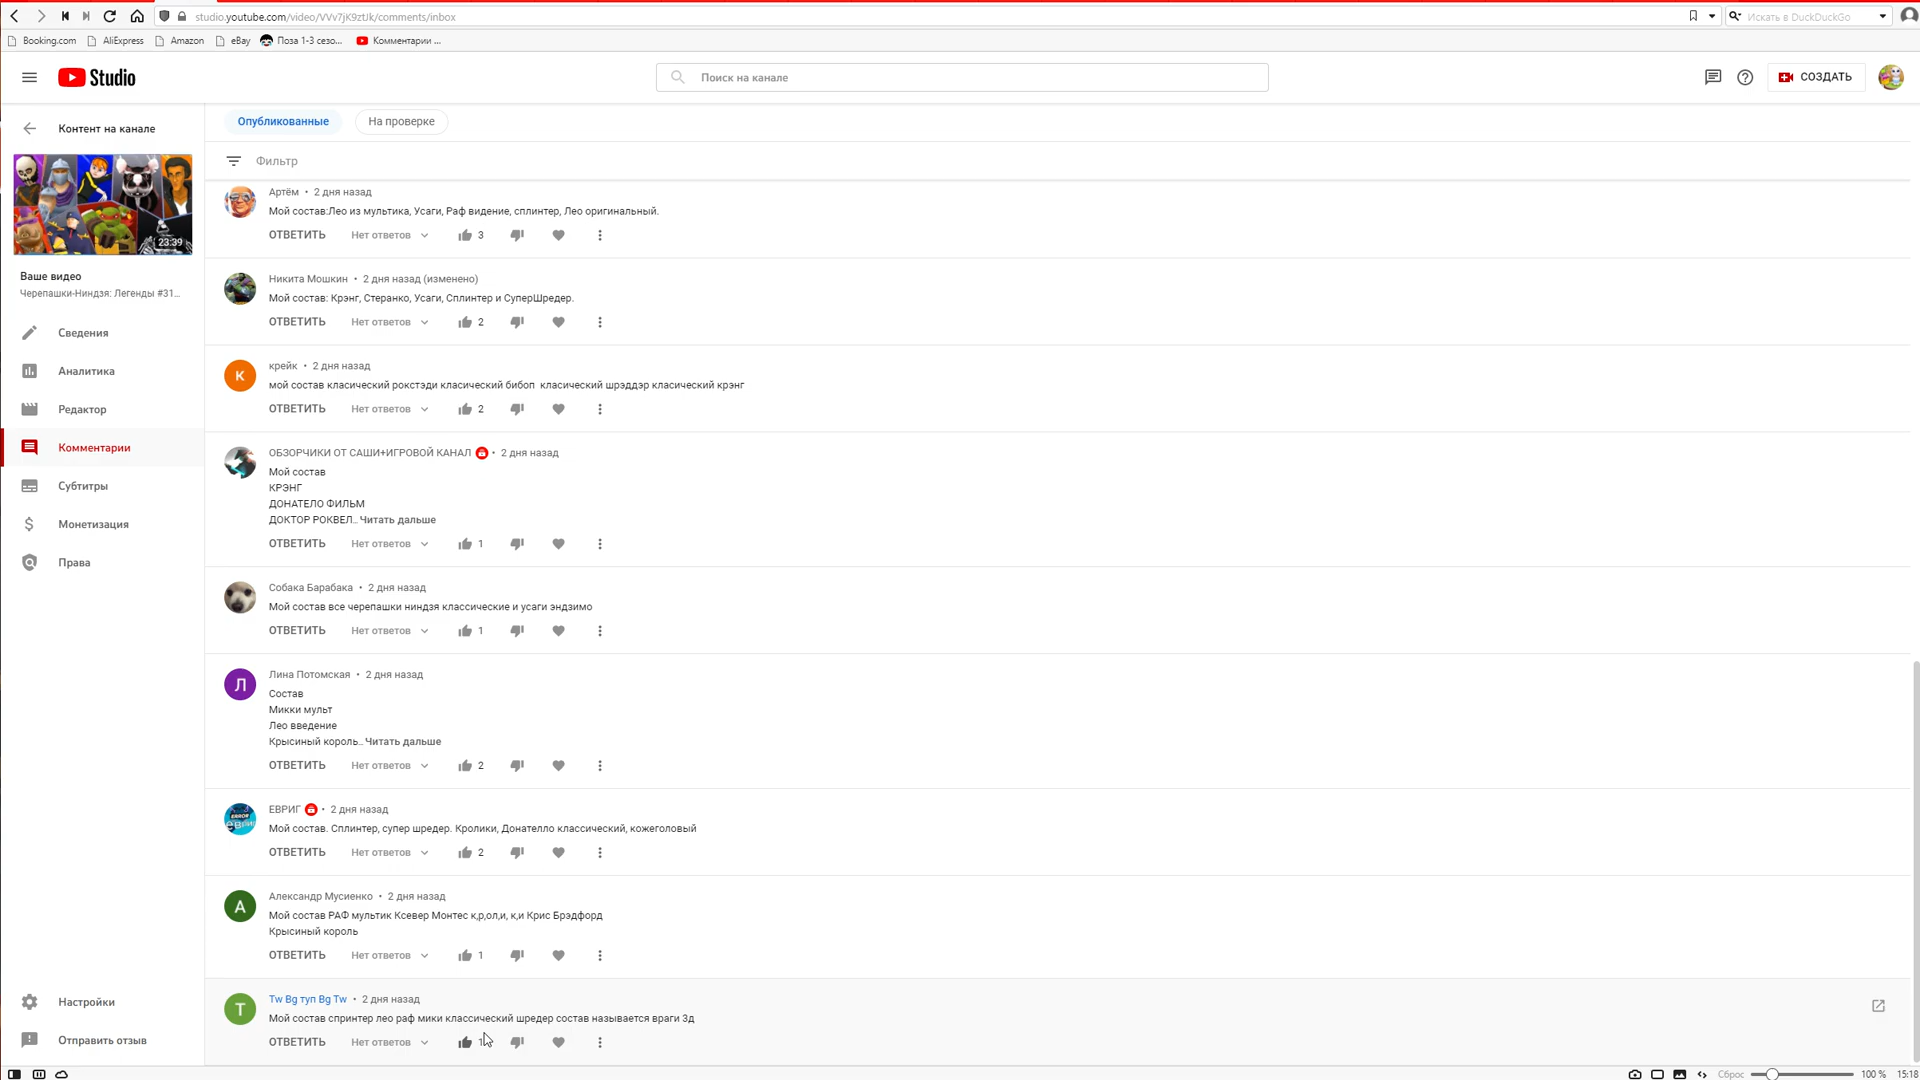 studio.youtube.com/video/VVv7jK9ztJk/comments/inbox
Искать в DuckDuckGo
Booking.com
AliExpress
Amazon
eBay
Поза 1-3 сезо...
Комментарии ...
Studio
Поиск на канале
СОЗДАТЬ
Контент на канале
23:39
Ваше видео
Черепашки-Ниндзя: Легенды #31...
Сведения
Аналитика
Редактор
Комментарии
Субтитры
Монетизация
Права
Настройки
Отправить отзыв
Опубликованные
На проверке
Фильтр
Артём • 2 дня назад
Мой состав:Лео из мультика, Усаги, Раф видение, сплинтер, Лео оригинальный.
ОТВЕТИТЬ Нет ответов 3
Никита Мошкин • 2 дня назад (изменено)
Мой состав: Крэнг, Стеранко, Усаги, Сплинтер и СуперШредер.
ОТВЕТИТЬ Нет ответов 2
К
крейк • 2 дня назад
мой состав класический рокстэди класический бибоп класический шрэддэр класический крэнг
ОТВЕТИТЬ Нет ответов 2
ОБЗОРЧИКИ ОТ САШИ+ИГРОВОЙ КАНАЛ • 2 дня назад
Мой состав
КРЭНГ
ДОНАТЕЛО ФИЛЬМ
ДОКТОР РОКВЕЛ... Читать дальше
ОТВЕТИТЬ Нет ответов 1
Собака Барабака • 2 дня назад
Мой состав все черепашки ниндзя классические и усаги эндзимо
ОТВЕТИТЬ Нет ответов 1
Л
Лина Потомская • 2 дня назад
Состав
Микки мульт
Лео введение
Крысиный король... Читать дальше
ОТВЕТИТЬ Нет ответов 2
ERROR
ЕВРИГ • 2 дня назад
Мой состав. Сплинтер, супер шредер. Кролики, Донателло классический, кожеголовый
ОТВЕТИТЬ Нет ответов 2
А
Александр Мусиенко • 2 дня назад
Мой состав РАФ мультик Ксевер Монтес к,р,ол,и, к,и Крис Брэдфорд
Крысиный король
ОТВЕТИТЬ Нет ответов 1
T
Tw Bg туп Bg Tw • 2 дня назад
Мой состав спринтер лео раф мики классический шредер состав называется враги 3д
ОТВЕТИТЬ Нет ответов 1
Сброс
100 %
15:18